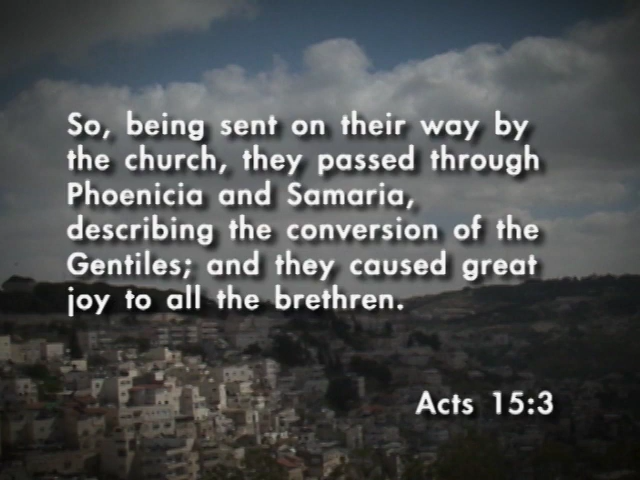 So, being sent on their way by
the church, they passed through
Phoenicia and Samaria,
describing the conversion of the
Gentiles; and they caused great
joy to all the brethren.
Acts 15:3